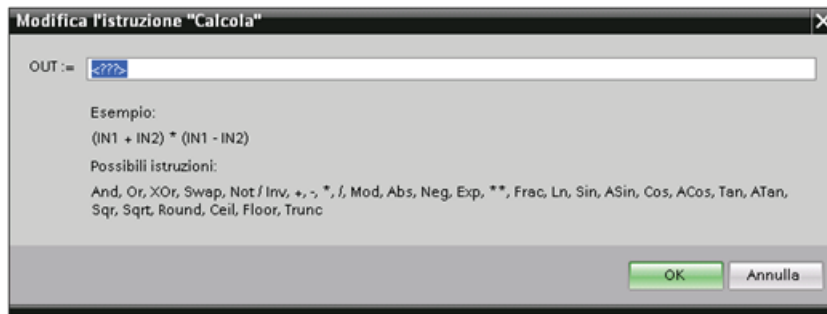 Modifica l'istruzione "Calcola"
OUT := <???>
Esempio:
(IN1 + IN2) * (IN1 - IN2)
Possibili istruzioni:
And, Or, XOr, Swap, Not / Inv, +, -, *, /, Mod, Abs, Neg, Exp, **, Frac, Ln, Sin, ASin, Cos, ACos, Tan, ATan,
Sqr, Sqrt, Round, Ceil, Floor, Trunc
OK Annulla